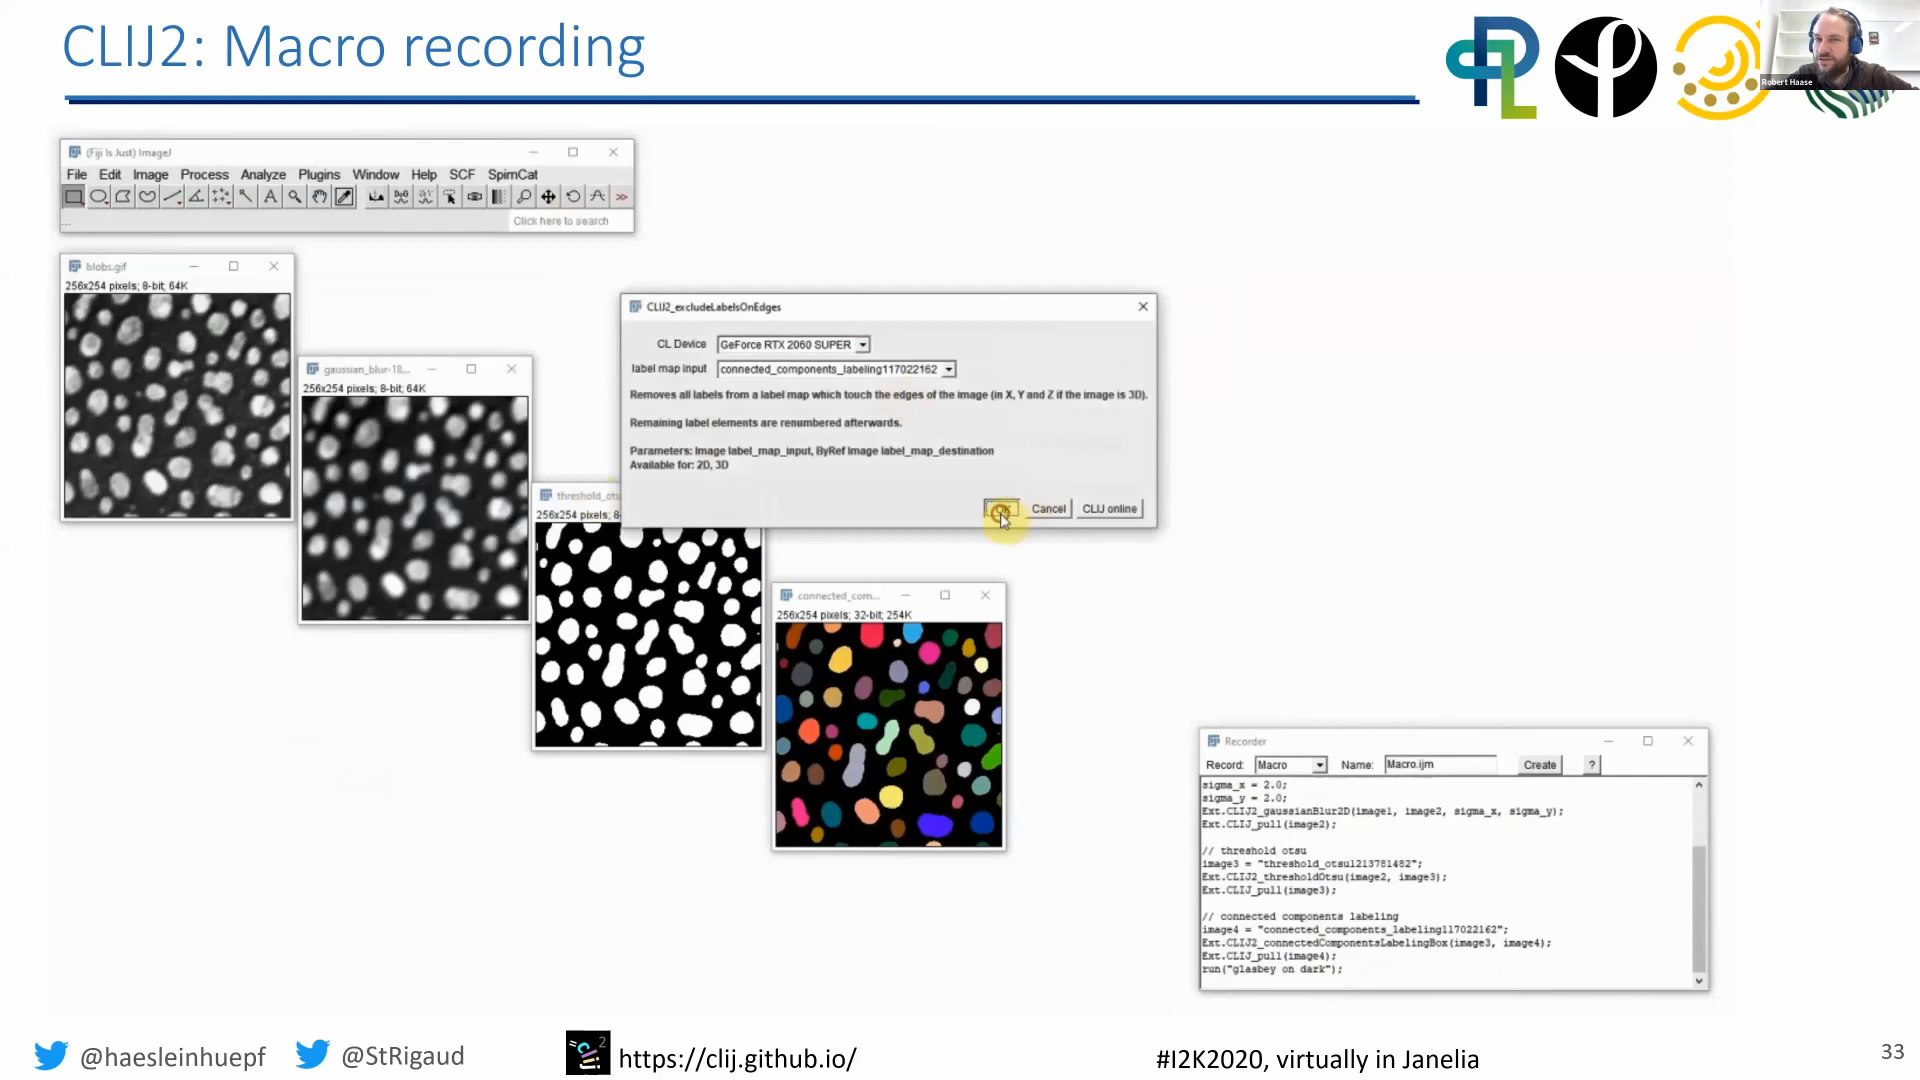 CLIJ2: Macro recording
Robert Haase
(Fiji Is Just) ImageJ
File Edit Image Process Analyze Plugins Window Help SCF SpimCat
Click here to search
blobs.gif
256x254 pixels; 8-bit; 64K
gaussian_blur-18...
256x254 pixels; 8-bit; 64K
CLIJ2_excludeLabelsOnEdges
CL Device GeForce RTX 2060 SUPER
label map input connected_components_labeling117022162
Removes all labels from a label map which touch the edges of the image (in X, Y and Z if the image is 3D).
Remaining label elements are renumbered afterwards.
Parameters: Image label_map_input, ByRef Image label_map_destination
Available for: 2D, 3D
OK Cancel CLIJ online
threshold_ots
256x254 pixels; 8-
connected_com...
256x254 pixels; 32-bit; 254K
Recorder
Record: Macro Name: Macro.ijm Create ?
sigma_x = 2.0;
sigma_y = 2.0;
Ext.CLIJ2_gaussianBlur2D(image1, image2, sigma_x, sigma_y);
Ext.CLIJ_pull(image2);
// threshold otsu
image3 = "threshold_otsu1213781482";
Ext.CLIJ2_thresholdOtsu(image2, image3);
Ext.CLIJ_pull(image3);
// connected components labeling
image4 = "connected_components_labeling117022162";
Ext.CLIJ2_connectedComponentsLabelingBox(image3, image4);
Ext.CLIJ_pull(image4);
run("glasbey on dark");
@haesleinhuepf @StRigaud https://clij.github.io/ #I2K2020, virtually in Janelia 33